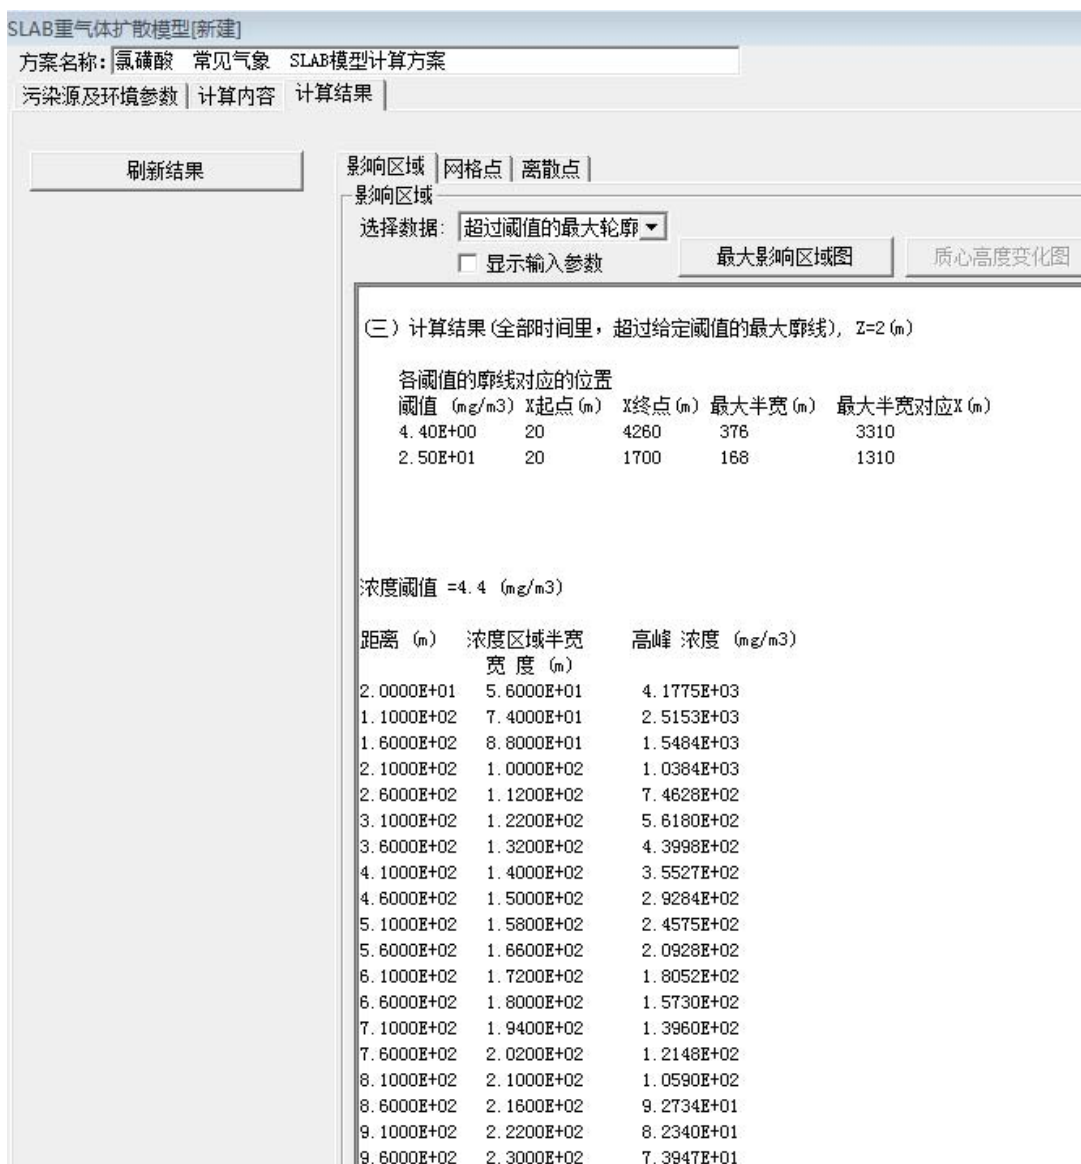 SLAB重气体扩散模型[新建]
方案名称: 氯磺酸 常见气象 SLAB模型计算方案
污染源及环境参数 计算内容 计算结果
刷新结果
影响区域 网格点 离散点
影响区域
选择数据: 超过阈值的最大轮廓
显示输入参数 最大影响区域图 质心高度变化图
(三) 计算结果(全部时间里，超过给定阈值的最大廓线), Z=2(m)
各阈值的廓线对应的位置
阈值 (mg/m3) X起点(m) X终点(m) 最大半宽(m) 最大半宽对应X(m)
4.40E+00 20 4260 376 3310
2.50E+01 20 1700 168 1310
浓度阈值 =4.4 (mg/m3)
距离 (m) 浓度区域半宽 高峰 浓度 (mg/m3)
宽 度 (m)
2.0000E+01 5.6000E+01 4.1775E+03
1.1000E+02 7.4000E+01 2.5153E+03
1.6000E+02 8.8000E+01 1.5484E+03
2.1000E+02 1.0000E+02 1.0384E+03
2.6000E+02 1.1200E+02 7.4628E+02
3.1000E+02 1.2200E+02 5.6180E+02
3.6000E+02 1.3200E+02 4.3998E+02
4.1000E+02 1.4000E+02 3.5527E+02
4.6000E+02 1.5000E+02 2.9284E+02
5.1000E+02 1.5800E+02 2.4575E+02
5.6000E+02 1.6600E+02 2.0928E+02
6.1000E+02 1.7200E+02 1.8052E+02
6.6000E+02 1.8000E+02 1.5730E+02
7.1000E+02 1.9400E+02 1.3960E+02
7.6000E+02 2.0200E+02 1.2148E+02
8.1000E+02 2.1000E+02 1.0590E+02
8.6000E+02 2.1600E+02 9.2734E+01
9.1000E+02 2.2200E+02 8.2340E+01
9.6000E+02 2.3000E+02 7.3947E+01